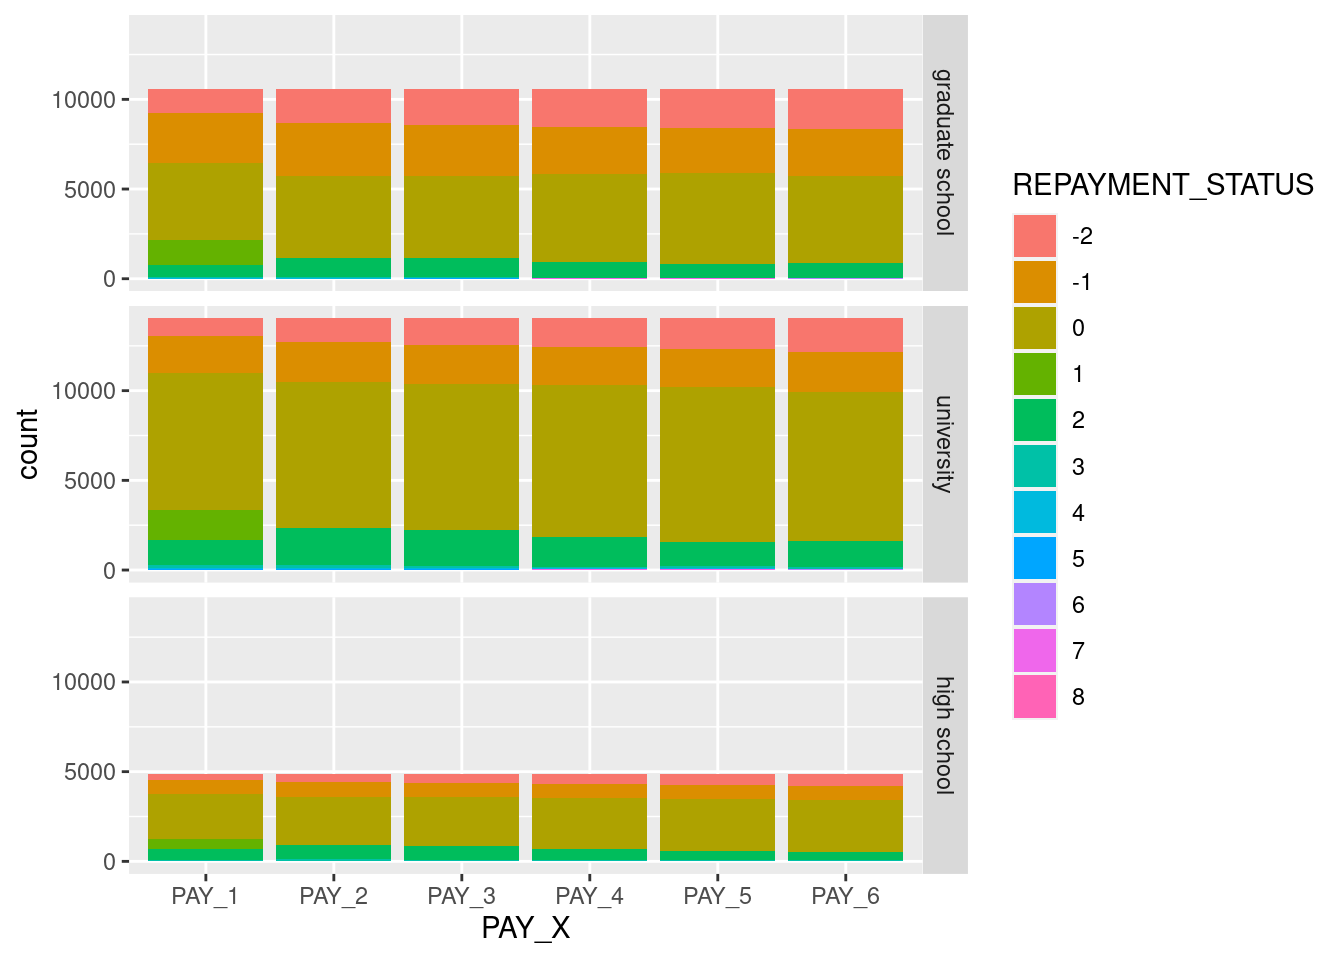 10000
5000
0
graduate school
10000
5000
0
university
10000
5000
0
high school
count
PAY_1 PAY_2 PAY_3 PAY_4 PAY_5 PAY_6
PAY_X
REPAYMENT_STATUS
-2
-1
0
1
2
3
4
5
6
7
8